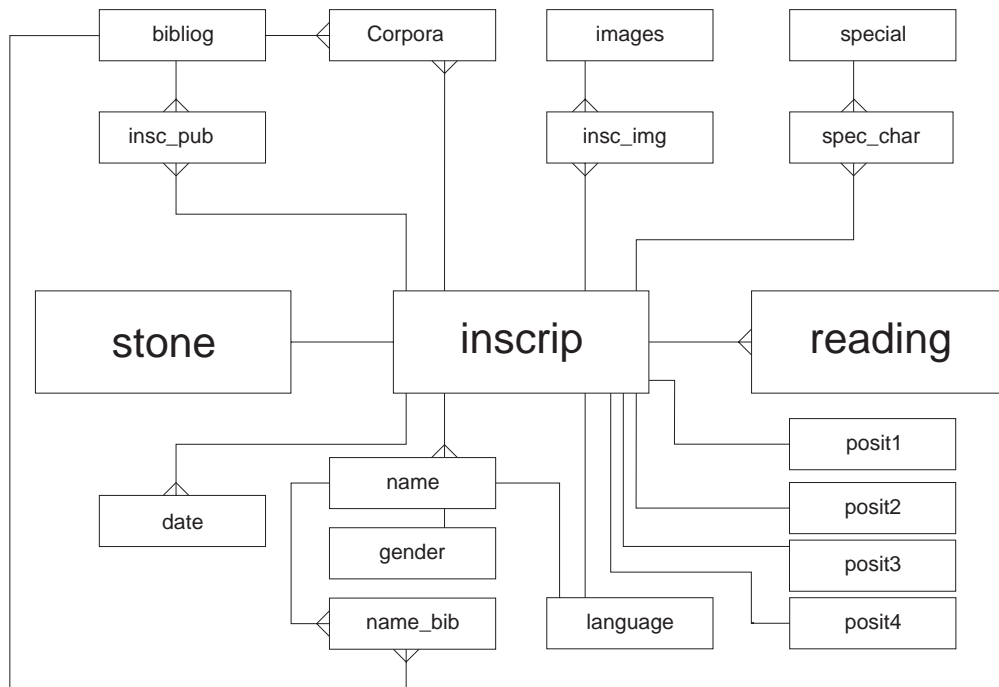 bibliog
Corpora
images
special
insc_pub
insc_img
spec_char
stone
inscrip
reading
posit1
name
posit2
date
gender
posit3
name_bib
language
posit4